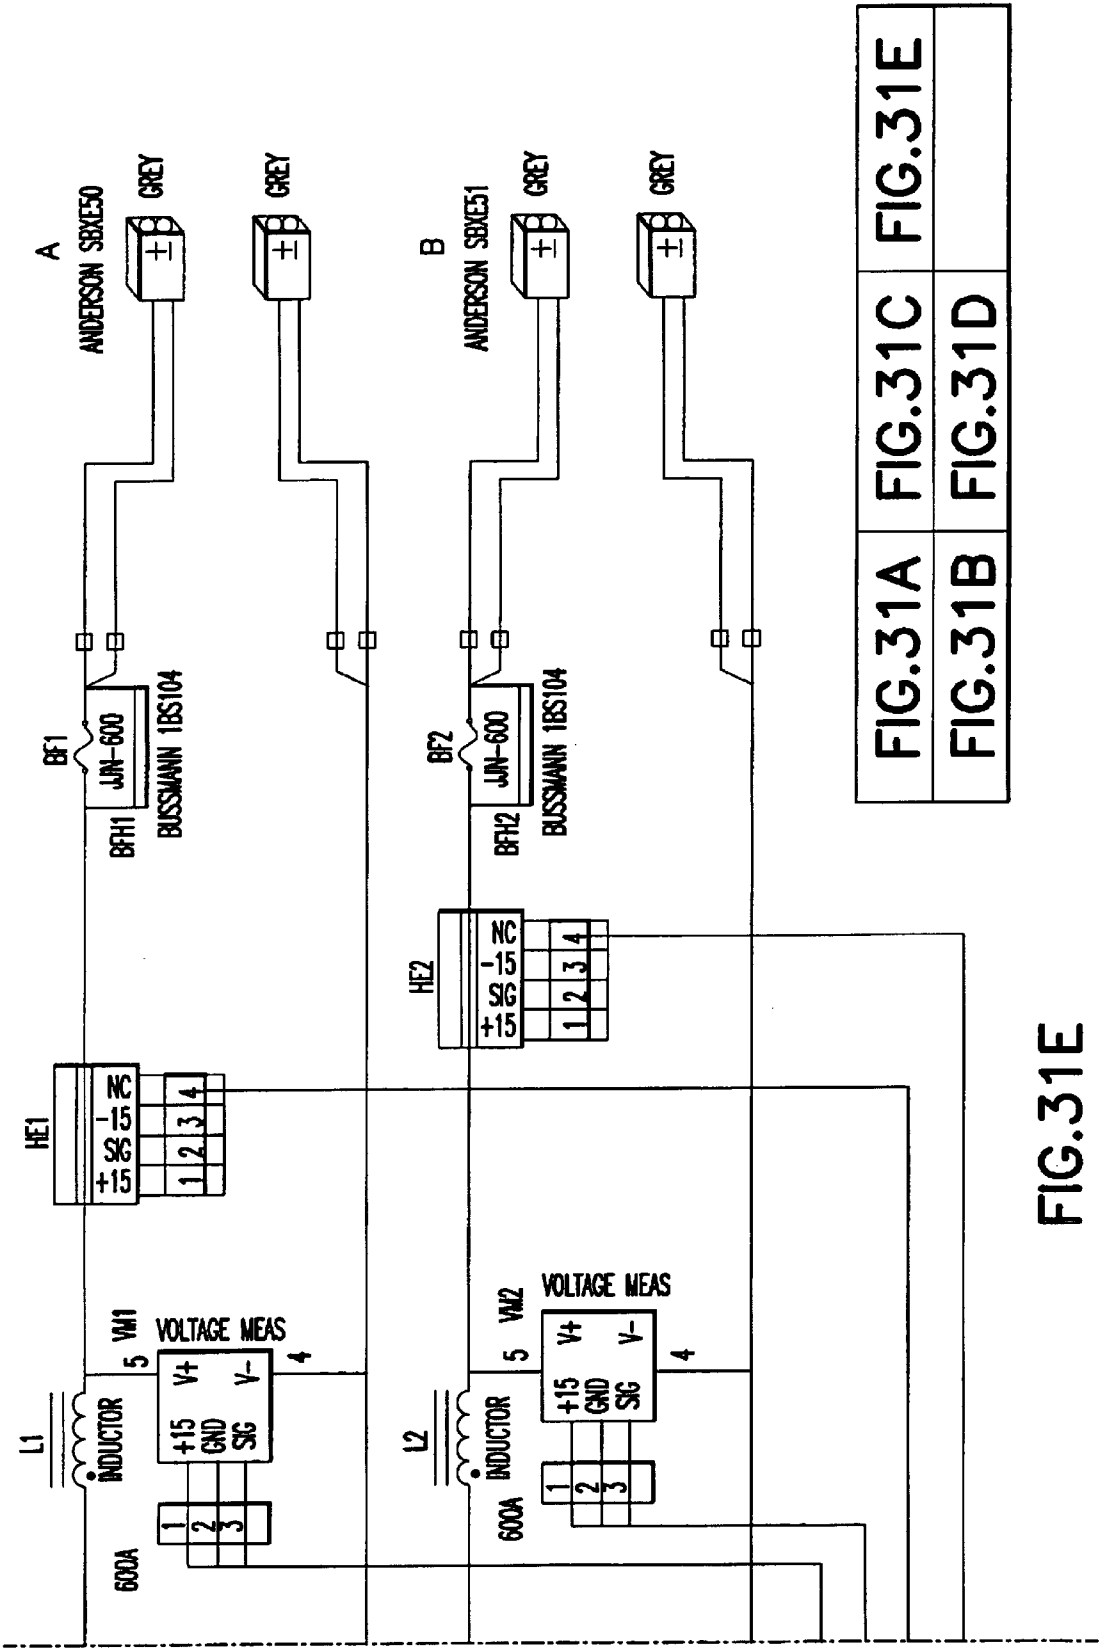 A
ANDERSON SBXE50
+
-
GREY
+
-
GREY
BF1
JJN-600
BFH1
BUSSMANN 1BS104
HE1
NC
-15
SIG
+15
4
3
2
1
L1
INDUCTOR
600A
VM1
VOLTAGE MEAS
5
V+
V-
4
+15
GND
SIG
1
2
3
B
ANDERSON SBXE51
+
-
GREY
+
-
GREY
BF2
JJN-600
BFH2
BUSSMANN 1BS104
HE2
NC
-15
SIG
+15
4
3
2
1
L2
INDUCTOR
600A
VM2
VOLTAGE MEAS
5
V+
V-
4
+15
GND
SIG
1
2
3
FIG.31A FIG.31C FIG.31E
FIG.31B FIG.31D
FIG.31E